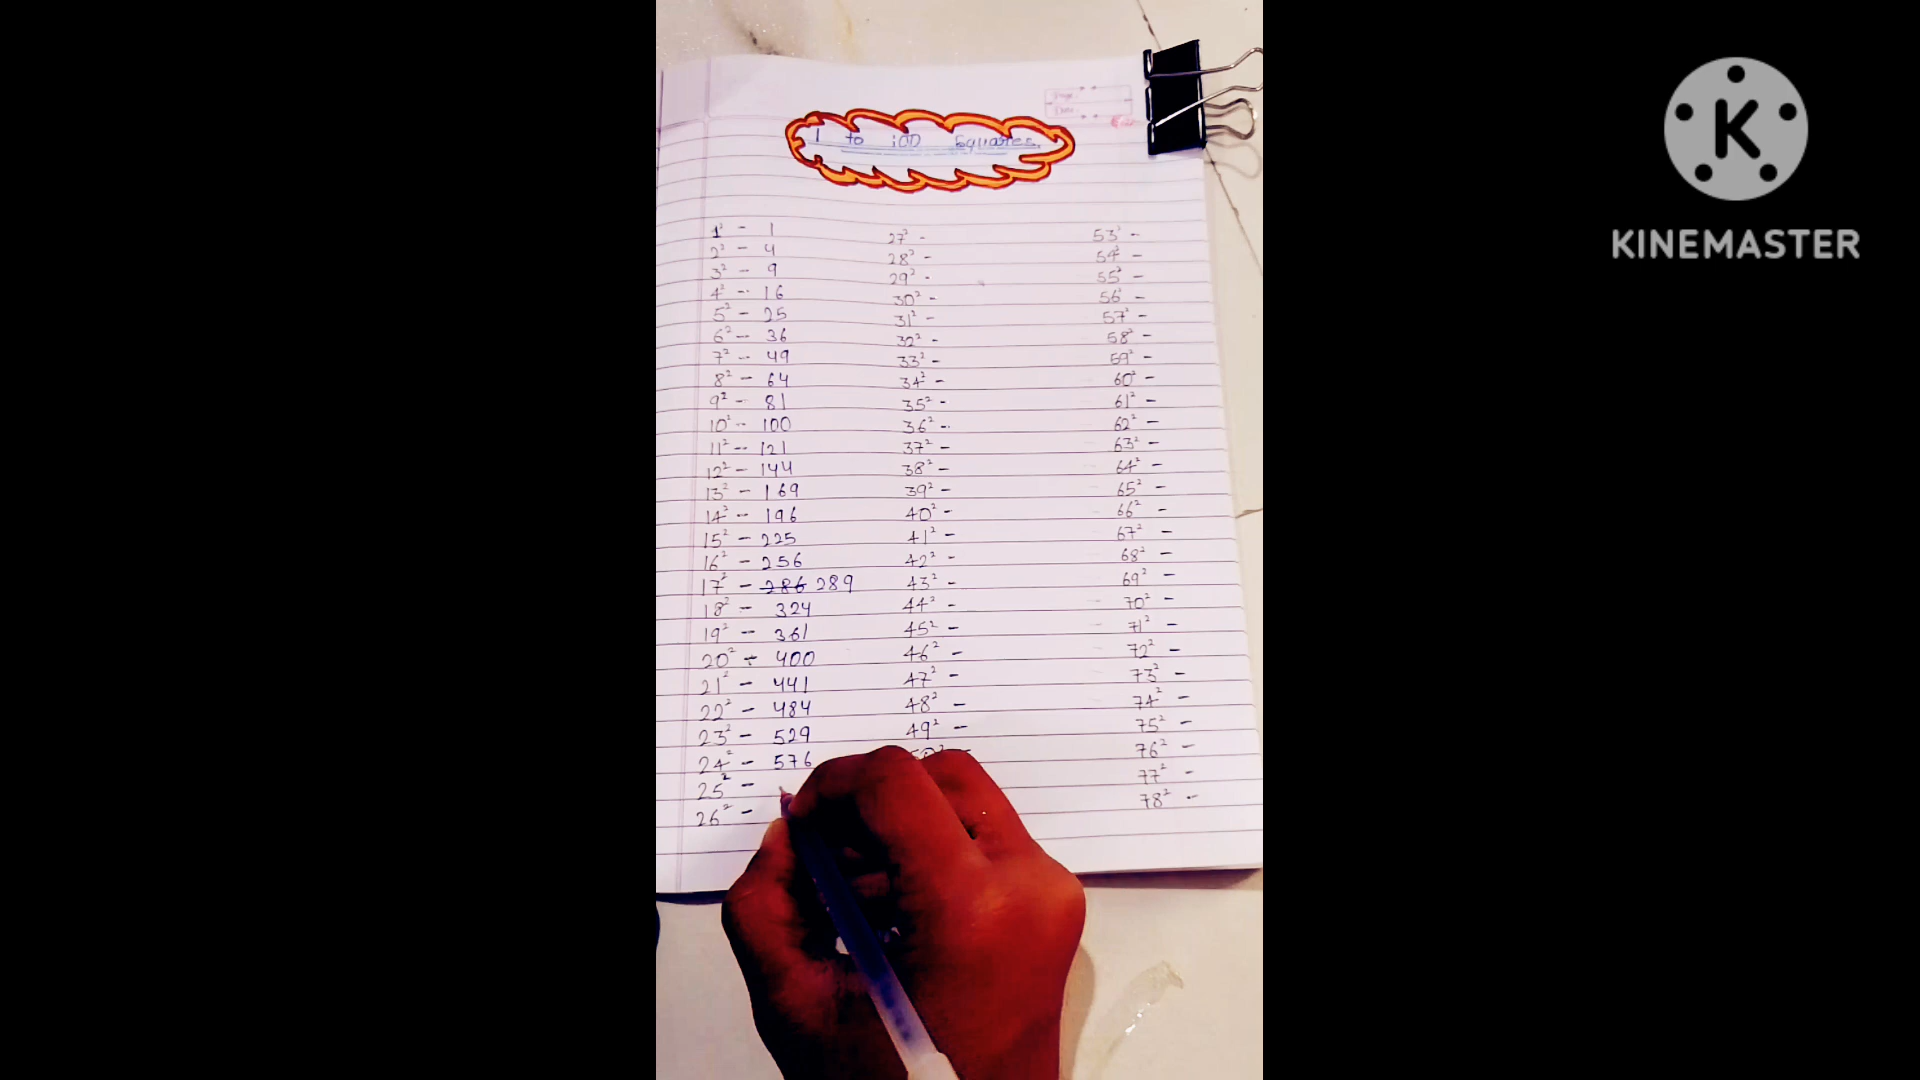 1 to 100 Squares
Page :
Date :
1² - 1
2² - 4
3² - 9
4² - 16
5² - 25
6² - 36
7² - 49
8² - 64
9² - 81
10² - 100
11² - 121
12² - 144
13² - 169
14² - 196
15² - 225
16² - 256
17² - 286 289
18² - 324
19² - 361
20² - 400
21² - 441
22² - 484
23² - 529
24² - 576
25² -
26² -
27² -
28² -
29² -
30² -
31² -
32² -
33² -
34² -
35² -
36² -
37² -
38² -
39² -
40² -
41² -
42² -
43² -
44² -
45² -
46² -
47² -
48² -
49² -
53² -
54² -
55² -
56² -
57² -
58² -
59² -
60² -
61² -
62² -
63² -
64² -
65² -
66² -
67² -
68² -
69² -
70² -
71² -
72² -
73² -
74² -
75² -
76² -
77² -
78² -
K
KINEMASTER